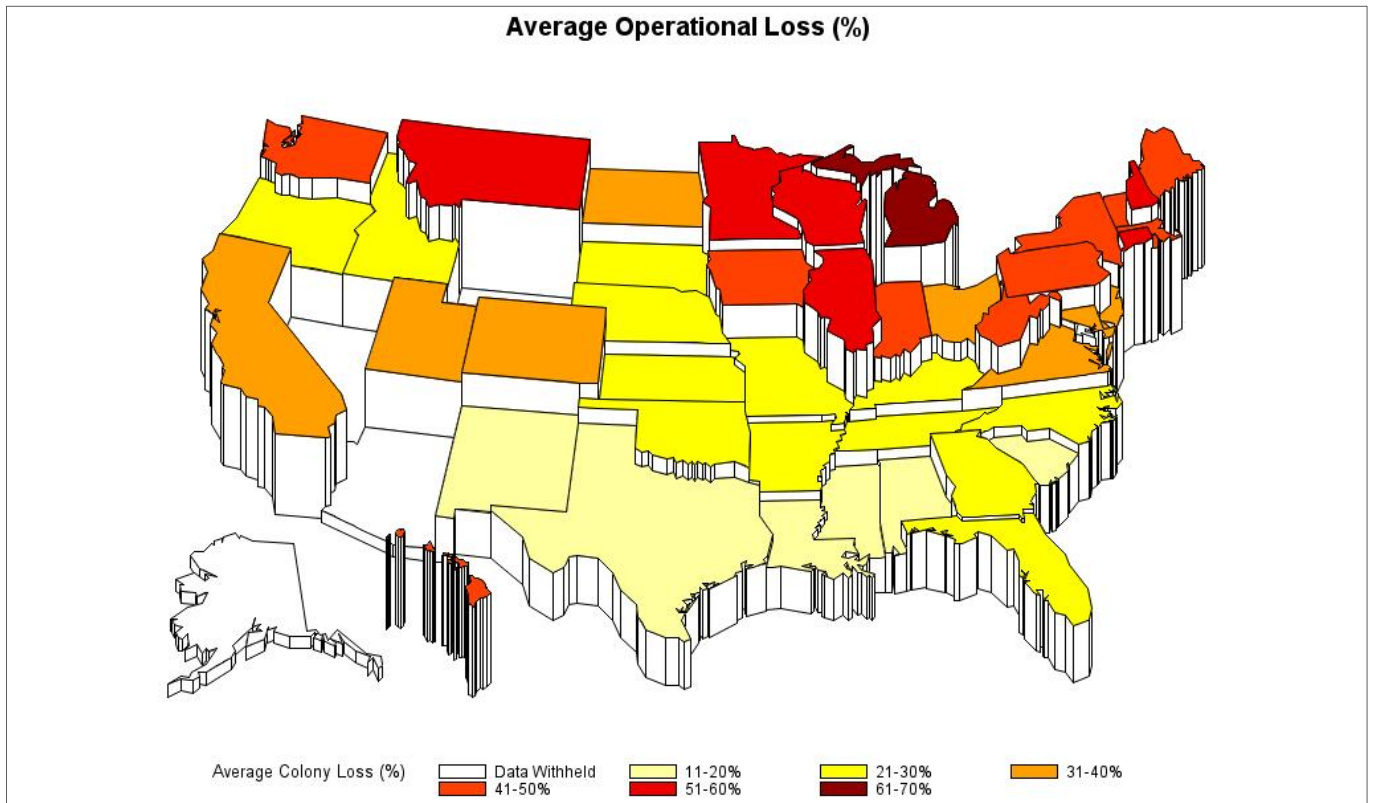 Average Operational Loss (%)
Average Colony Loss (%) Data Withheld 11-20% 21-30% 31-40%
41-50% 51-60% 61-70%